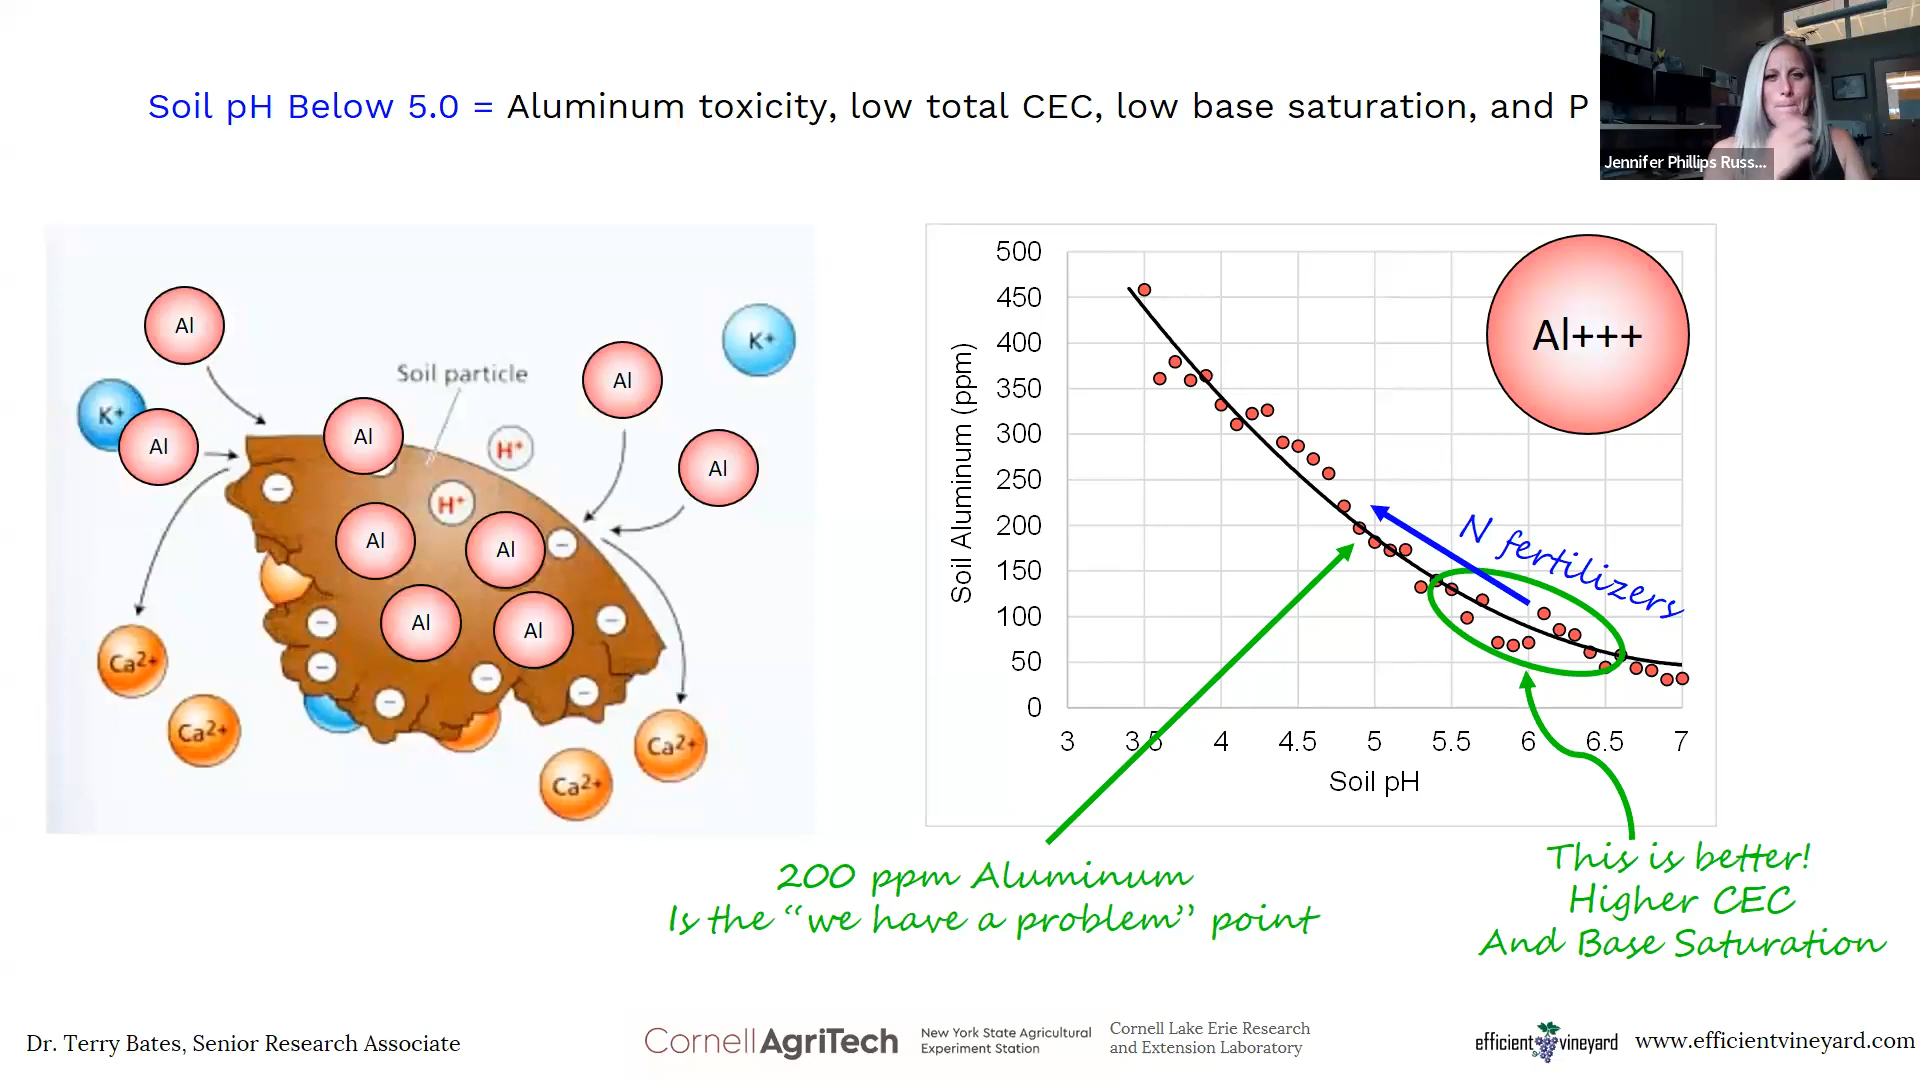 Soil pH Below 5.0 = Aluminum toxicity, low total CEC, low base saturation, and P
Jennifer Phillips Russ...
Al
K+
Al
Soil particle
Al
H+
H+
Al
K+
Al
Al
Al
Al
Al
Ca2+
Ca2+
Ca2+
Ca2+
Soil Aluminum (ppm)
500
450
400
350
300
250
200
150
100
50
0
3 3.5 4 4.5 5 5.5 6 6.5 7
Soil pH
Al+++
N fertilizers
200 ppm Aluminum
Is the “we have a problem” point
This is better!
Higher CEC
And Base Saturation
Dr. Terry Bates, Senior Research Associate
Cornell AgriTech
New York State Agricultural
Experiment Station
Cornell Lake Erie Research
and Extension Laboratory
efficient vineyard
www.efficientvineyard.com